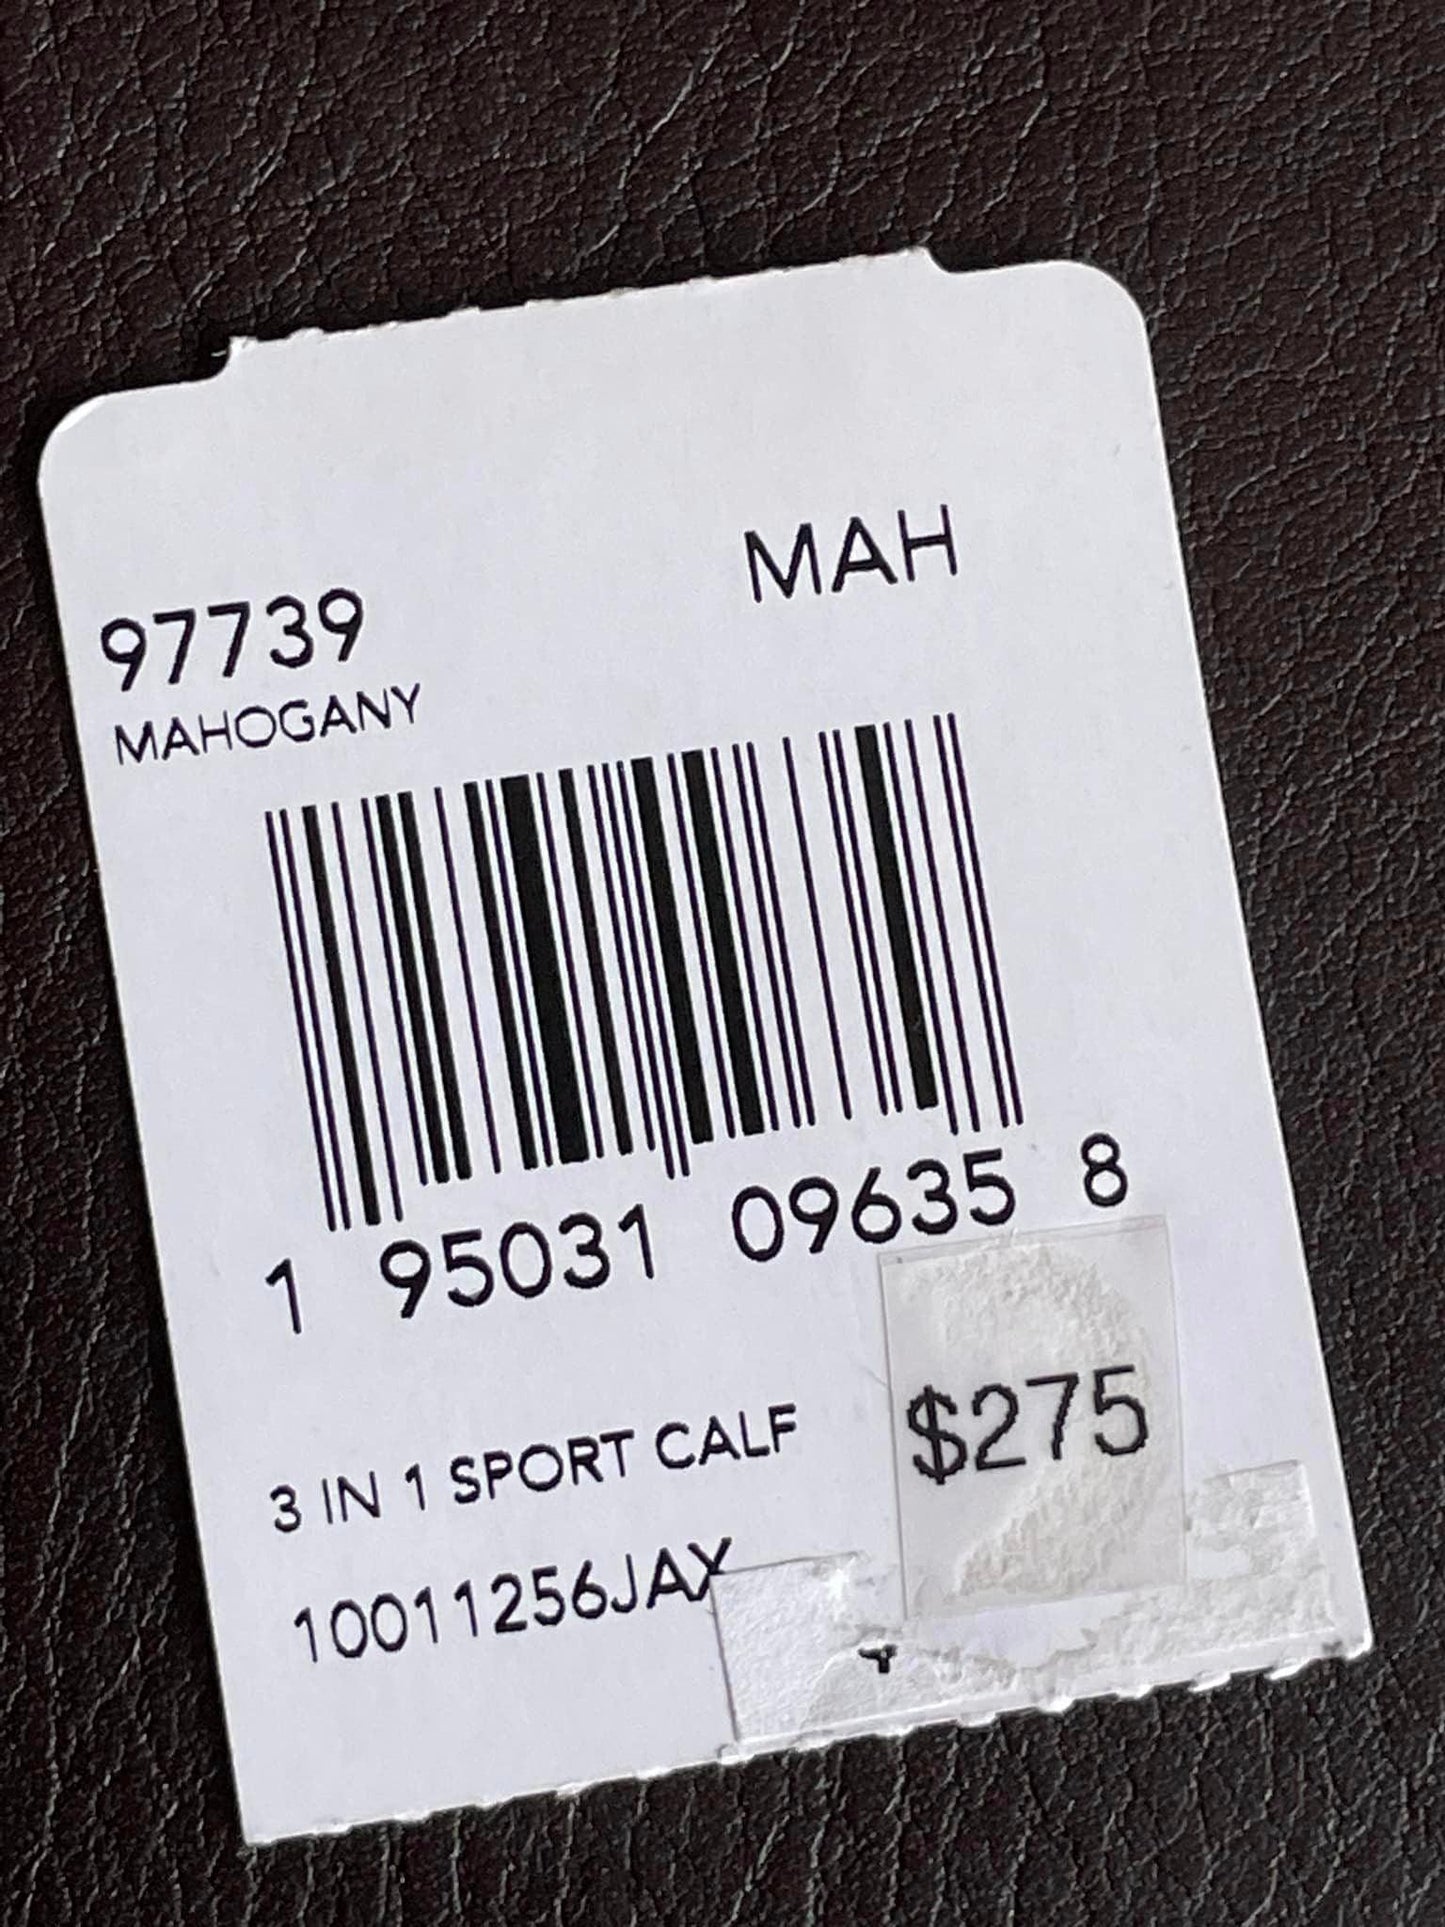 MAH
97739
MAHOGANY
1 95031 09635 8
$275
3 IN 1 SPORT CALF
10011256JAX